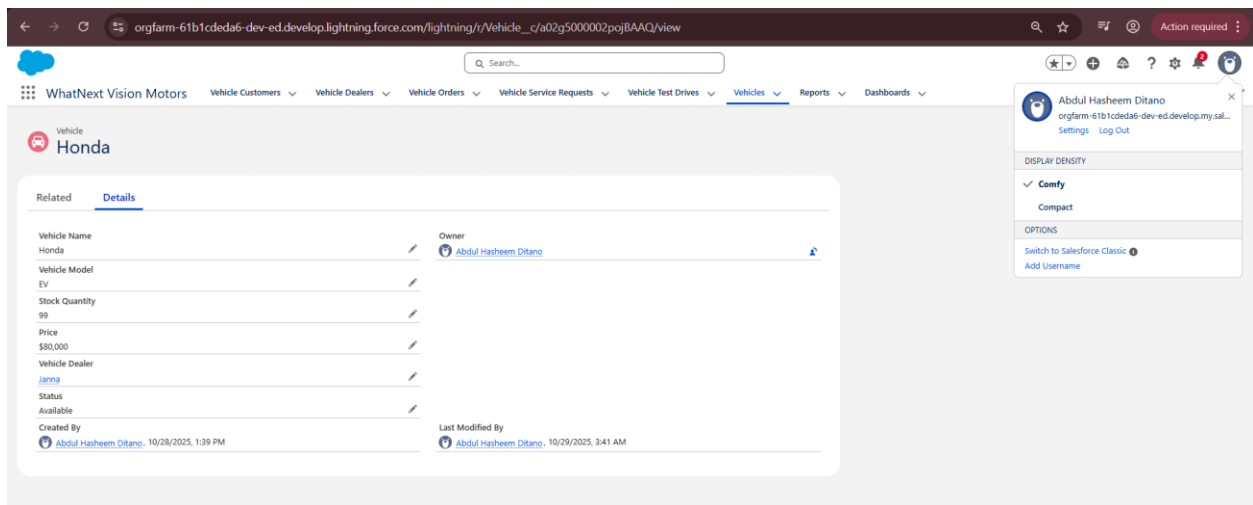 orgfarm-61b1cdeda6-dev-ed.develop.lightning.force.com/lightning/r/Vehicle__c/a02g5000002pojBAAQ/view Action required
Search... 2
WhatNext Vision Motors Vehicle Customers Vehicle Dealers Vehicle Orders Vehicle Service Requests Vehicle Test Drives Vehicles Reports Dashboards
Vehicle
Honda
Related Details
Vehicle Name
Honda
Vehicle Model
EV
Stock Quantity
99
Price
$80,000
Vehicle Dealer
Janna
Status
Available
Created By
Abdul Hasheem Ditano, 10/28/2025, 1:39 PM
Owner
Abdul Hasheem Ditano
Last Modified By
Abdul Hasheem Ditano, 10/29/2025, 3:41 AM
Abdul Hasheem Ditano
orgfarm-61b1cdeda6-dev-ed.develop.my.sal...
Settings Log Out
DISPLAY DENSITY
Comfy
Compact
OPTIONS
Switch to Salesforce Classic
Add Username